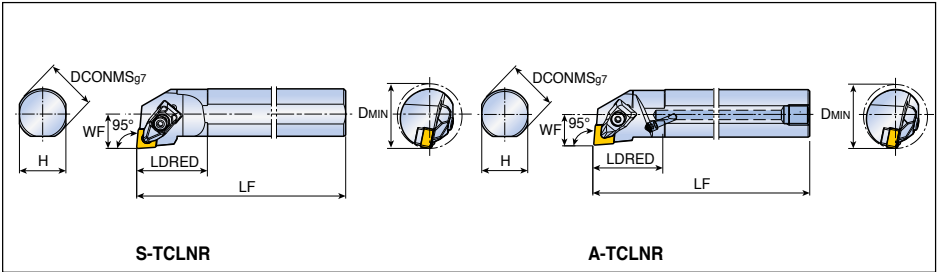 DCONMSg7
DMIN
WF
95°
H
LDRED
LF
S-TCLNR
DCONMSg7
DMIN
WF
95°
H
LDRED
LF
A-TCLNR